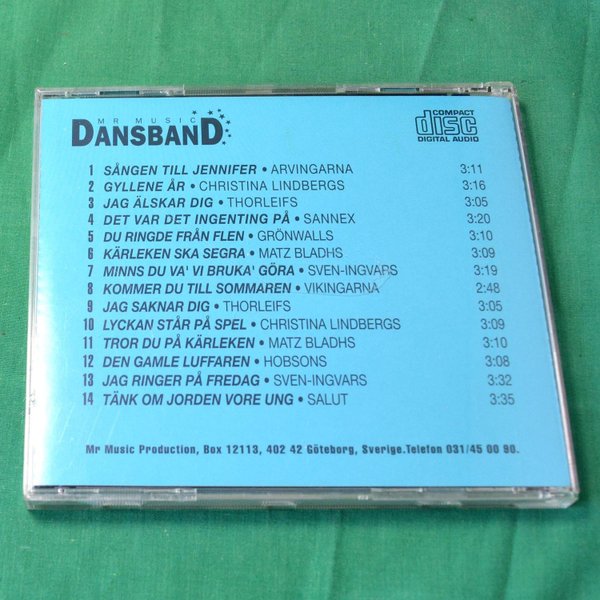 MR MUSIC
DANSBAND
COMPACT
disc
DIGITAL AUDIO
1 SÅNGEN TILL JENNIFER • ARVINGARNA 3:11
2 GYLLENE ÅR • CHRISTINA LINDBERGS 3:16
3 JAG ÄLSKAR DIG • THORLEIFS 3:05
4 DET VAR DET INGENTING PÅ • SANNEX 3:20
5 DU RINGDE FRÅN FLEN • GRÖNWALLS 3:10
6 KÄRLEKEN SKA SEGRA • MATZ BLADHS 3:09
7 MINNS DU VA' VI BRUKA' GÖRA • SVEN-INGVARS 3:19
8 KOMMER DU TILL SOMMAREN • VIKINGARNA 2:48
9 JAG SAKNAR DIG • THORLEIFS 3:05
10 LYCKAN STÅR PÅ SPEL • CHRISTINA LINDBERGS 3:09
11 TROR DU PÅ KÄRLEKEN • MATZ BLADHS 3:10
12 DEN GAMLE LUFFAREN • HOBSONS 3:08
13 JAG RINGER PÅ FREDAG • SVEN-INGVARS 3:32
14 TÄNK OM JORDEN VORE UNG • SALUT 3:35
Mr Music Production, Box 12113, 402 42 Göteborg, Sverige.Telefon 031/45 00 90.